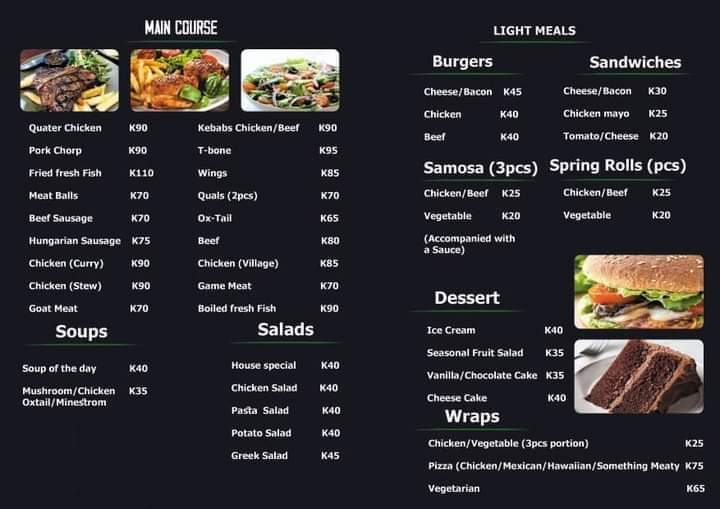 MAIN COURSE
Quater Chicken K90
Pork Chorp K90
Fried fresh Fish K110
Meat Balls K70
Beef Sausage K70
Hungarian Sausage K75
Chicken (Curry) K90
Chicken (Stew) K90
Goat Meat K70
Kebabs Chicken/Beef K90
T-bone K95
Wings K85
Quals (2pcs) K70
Ox-Tail K65
Beef K80
Chicken (Village) K85
Game Meat K70
Boiled fresh Fish K90
Soups
Soup of the day K40
Mushroom/Chicken K35
Oxtail/Minestrom
Salads
House special K40
Chicken Salad K40
Pasta Salad K40
Potato Salad K40
Greek Salad K45
LIGHT MEALS
Burgers
Cheese/Bacon K45
Chicken K40
Beef K40
Sandwiches
Cheese/Bacon K30
Chicken mayo K25
Tomato/Cheese K20
Samosa (3pcs)
Chicken/Beef K25
Vegetable K20
(Accompanied with
a Sauce)
Spring Rolls (pcs)
Chicken/Beef K25
Vegetable K20
Dessert
Ice Cream K40
Seasonal Fruit Salad K35
Vanilla/Chocolate Cake K35
Cheese Cake K40
Wraps
Chicken/Vegetable (3pcs portion) K25
Pizza (Chicken/Mexican/Hawaiian/Something Meaty K75
Vegetarian K65